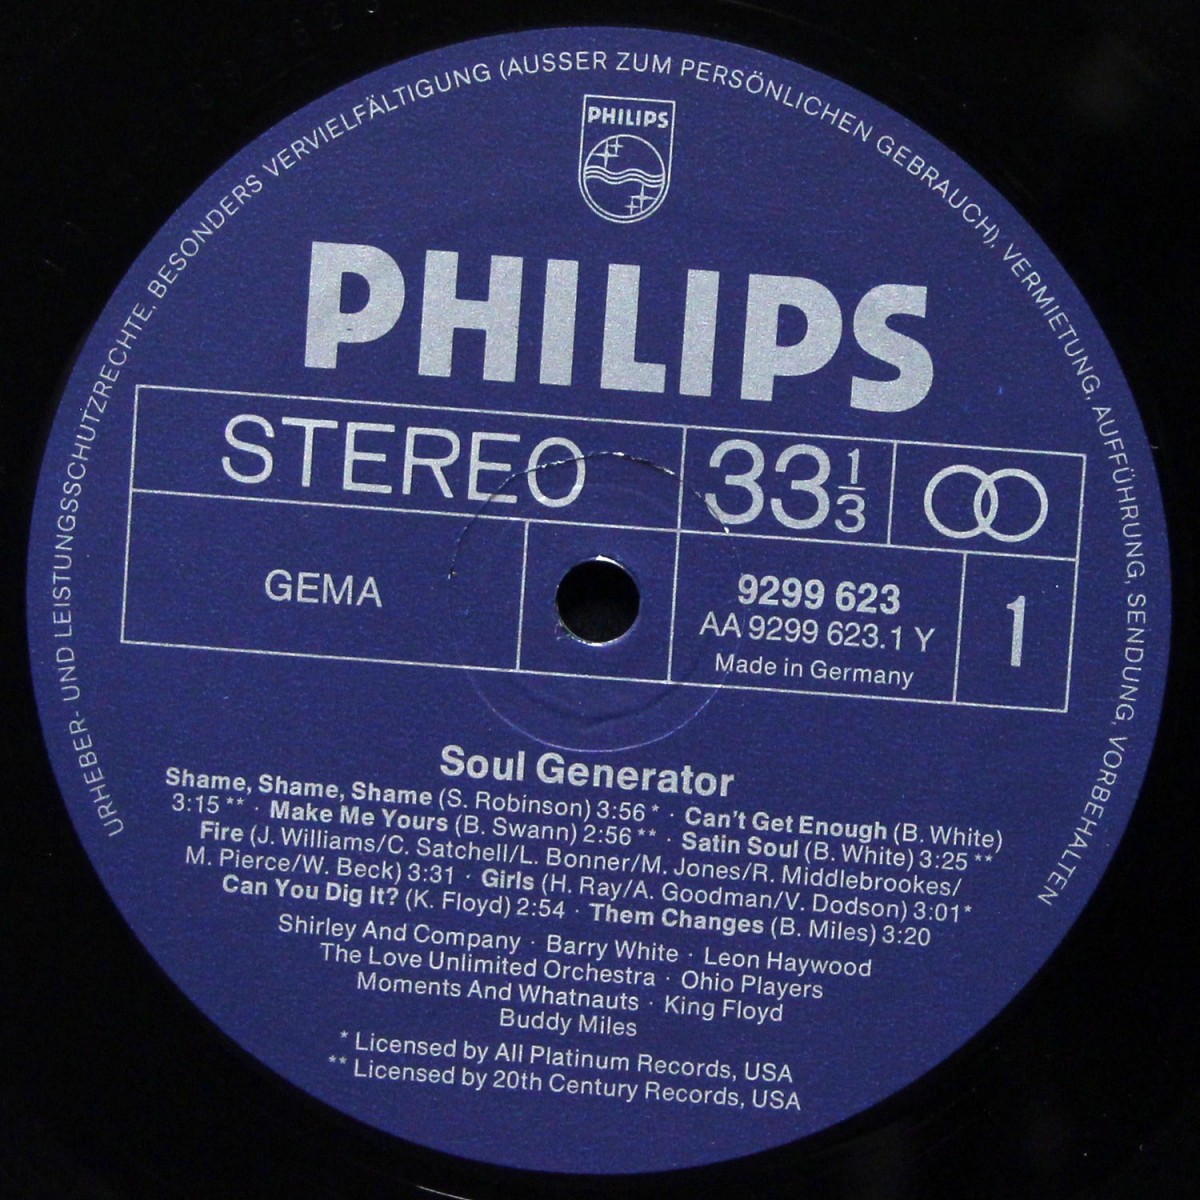 URHEBER- UND LEISTUNGSSCHUTZRECHTE, BESONDERS VERVIELFÄLTIGUNG (AUSSER ZUM PERSÖNLICHEN GEBRAUCH), VERMIETUNG, AUFFÜHRUNG, SENDUNG, VORBEHALTEN
PHILIPS
PHILIPS
STEREO 33 1/3
GEMA
9299 623
AA 9299 623.1 Y
Made in Germany
1
Soul Generator
Shame, Shame, Shame (S. Robinson) 3:56 * · Can't Get Enough (B. White)
3:15 ** · Make Me Yours (B. Swann) 2:56 ** · Satin Soul (B. White) 3:25 **
Fire (J. Williams/C. Satchell/L. Bonner/M. Jones/R. Middlebrookes/
M. Pierce/W. Beck) 3:31 · Girls (H. Ray/A. Goodman/V. Dodson) 3:01*
Can You Dig It? (K. Floyd) 2:54 · Them Changes (B. Miles) 3:20
Shirley And Company · Barry White · Leon Haywood
The Love Unlimited Orchestra · Ohio Players
Moments And Whatnauts · King Floyd
Buddy Miles
* Licensed by All Platinum Records, USA
** Licensed by 20th Century Records, USA